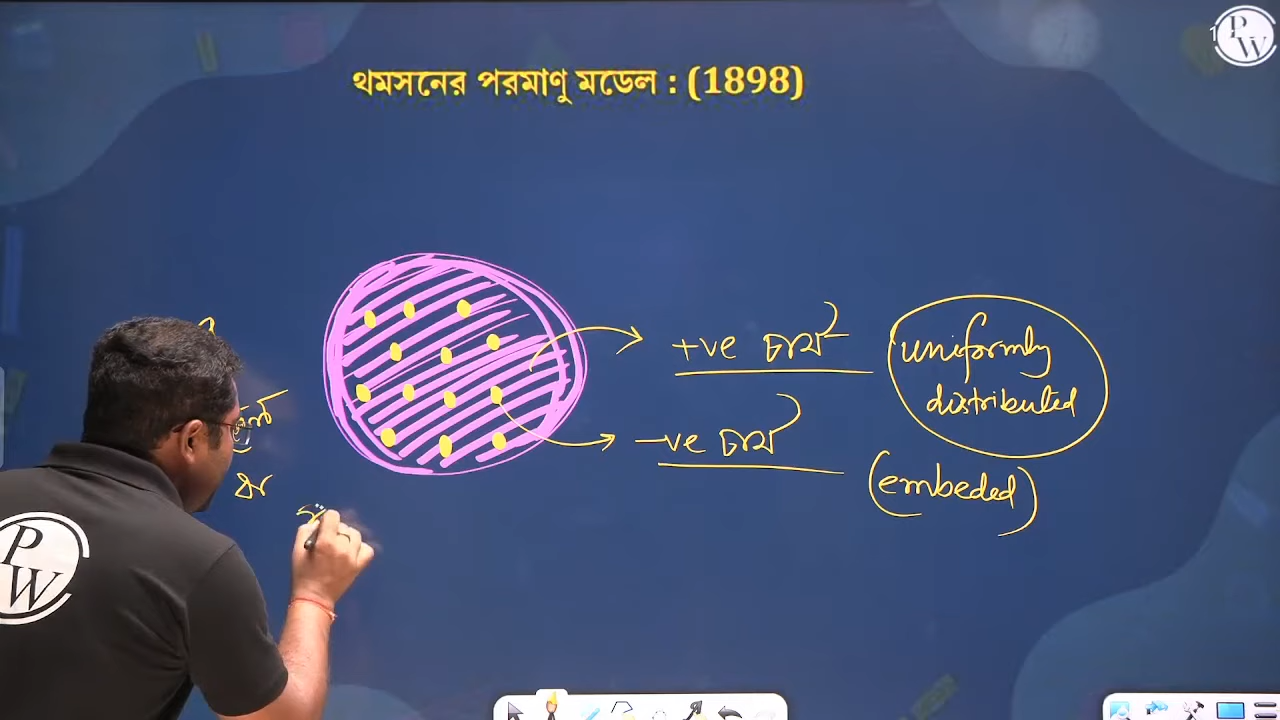 থমসনের পরমাণু মডেল : (1898)
+ve চার্জ
uniformly
distributed
-ve চার্জ
(embeded)
P
W
P
W